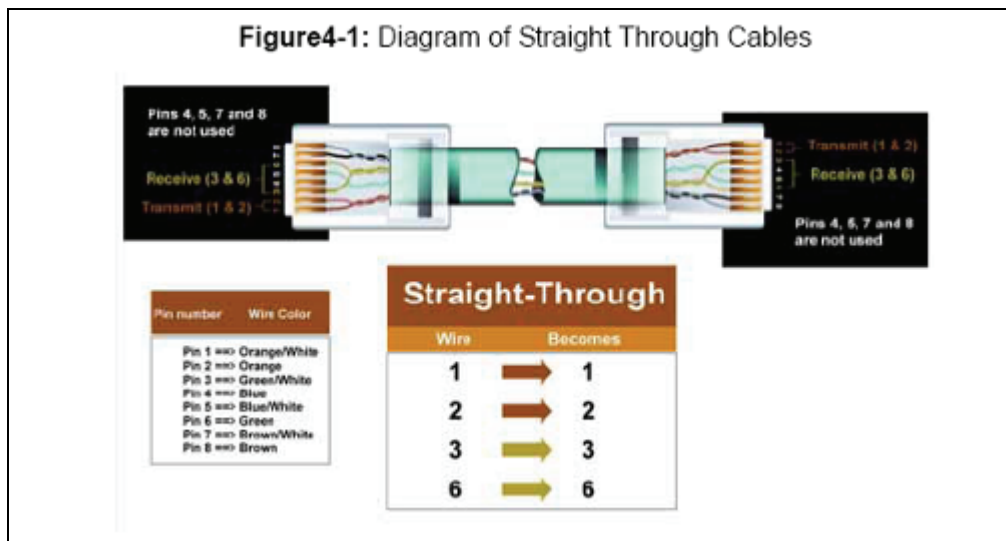 Figure4-1: Diagram of Straight Through Cables
Pins 4, 5, 7 and 8
are not used
Receive (3 & 6)
Transmit (1 & 2)
Transmit (1 & 2)
Receive (3 & 6)
Pins 4, 5, 7 and 8
are not used
Pin number Wire Color
Pin 1 ==> Orange/White
Pin 2 ==> Orange
Pin 3 ==> Green/White
Pin 4 ==> Blue
Pin 5 ==> Blue/White
Pin 6 ==> Green
Pin 7 ==> Brown/White
Pin 8 ==> Brown
Straight-Through
Wire Becomes
1 1
2 2
3 3
6 6